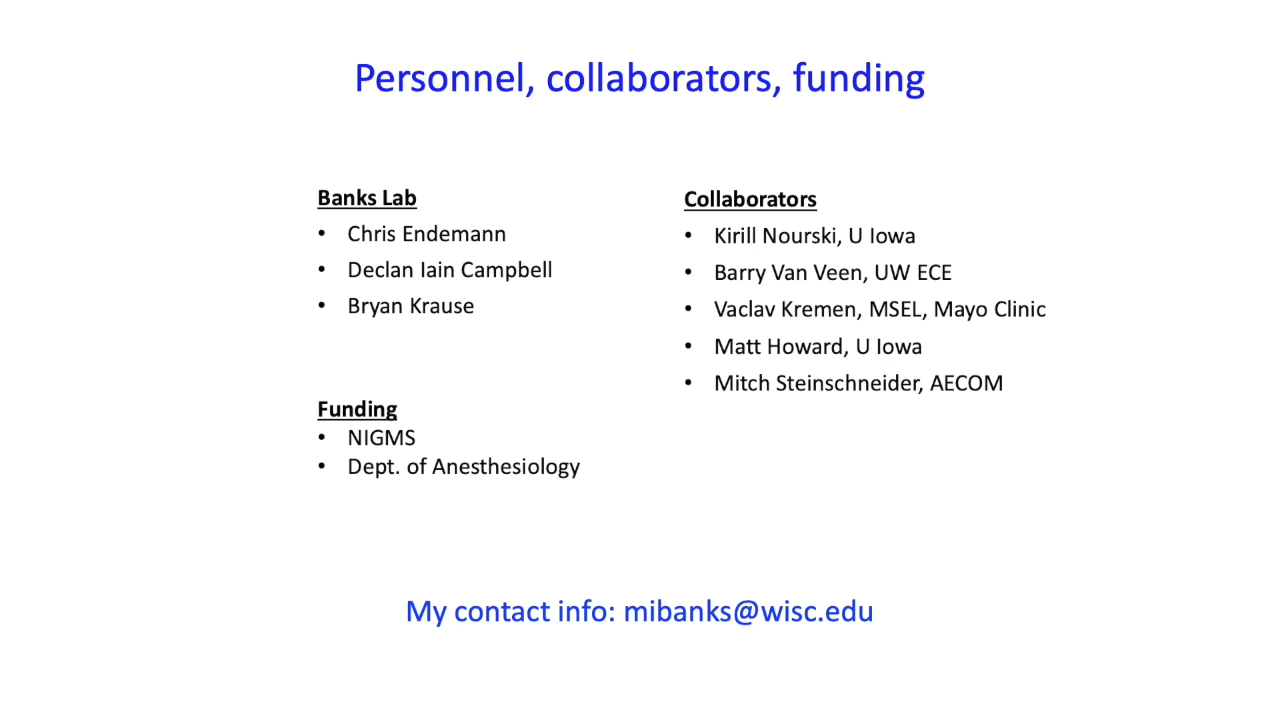 Personnel, collaborators, funding
Banks Lab
• Chris Endemann
• Declan Iain Campbell
• Bryan Krause
Funding
• NIGMS
• Dept. of Anesthesiology
Collaborators
• Kirill Nourski, U Iowa
• Barry Van Veen, UW ECE
• Vaclav Kremen, MSEL, Mayo Clinic
• Matt Howard, U Iowa
• Mitch Steinschneider, AECOM
My contact info: mibanks@wisc.edu